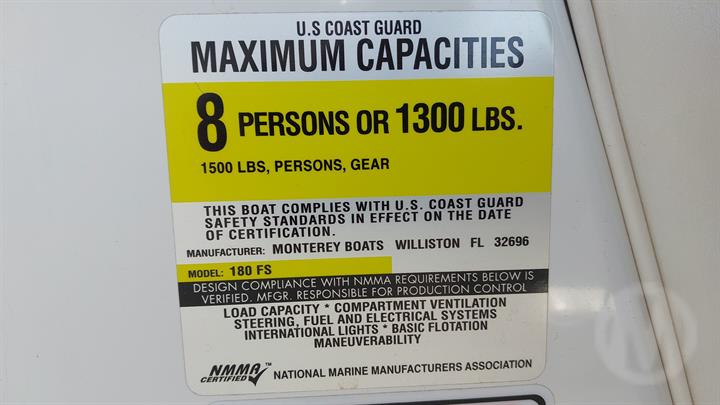 U.S COAST GUARD
MAXIMUM CAPACITIES
8 PERSONS OR 1300 LBS.
1500 LBS, PERSONS, GEAR
THIS BOAT COMPLIES WITH U.S. COAST GUARD
SAFETY STANDARDS IN EFFECT ON THE DATE
OF CERTIFICATION.
MANUFACTURER: MONTEREY BOATS WILLISTON FL 32696
MODEL: 180 FS
DESIGN COMPLIANCE WITH NMMA REQUIREMENTS BELOW IS
VERIFIED. MFGR. RESPONSIBLE FOR PRODUCTION CONTROL
LOAD CAPACITY * COMPARTMENT VENTILATION
STEERING, FUEL AND ELECTRICAL SYSTEMS
INTERNATIONAL LIGHTS * BASIC FLOTATION
MANEUVERABILITY
NMMA™
CERTIFIED
NATIONAL MARINE MANUFACTURERS ASSOCIATION
M
M